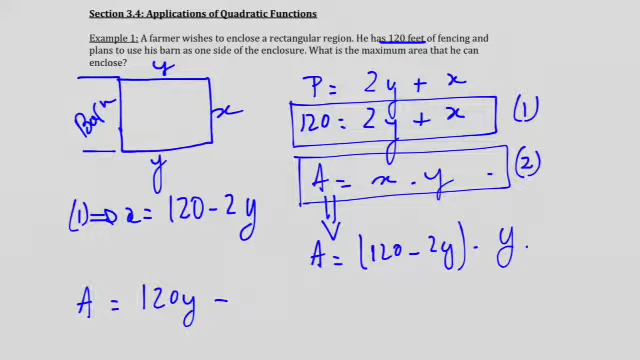 Section 3.4: Applications of Quadratic Functions
Example 1: A farmer wishes to enclose a rectangular region. He has 120 feet of fencing and
plans to use his barn as one side of the enclosure. What is the maximum area that he can
enclose?
y
Barn
x
y
P = 2y + x
120 = 2y + x (1)
A = x · y (2)
(1) ⇒ x = 120 - 2y
A = (120 - 2y) · y.
A = 120y -